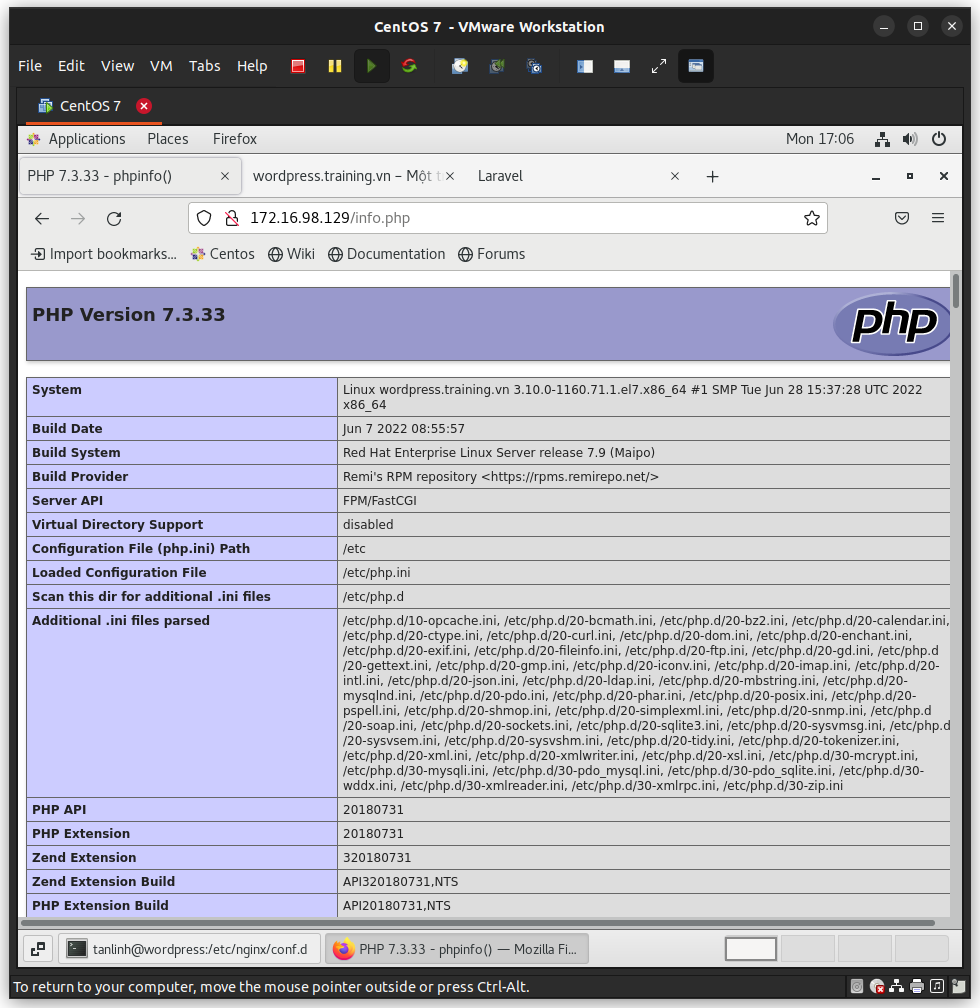 CentOS 7 - VMware Workstation
File Edit View VM Tabs Help
CentOS 7
Applications Places Firefox Mon 17:06
PHP 7.3.33 - phpinfo() wordpress.training.vn – Một t Laravel
172.16.98.129/info.php
Import bookmarks... Centos Wiki Documentation Forums
PHP Version 7.3.33
php
System Linux wordpress.training.vn 3.10.0-1160.71.1.el7.x86_64 #1 SMP Tue Jun 28 15:37:28 UTC 2022
x86_64
Build Date Jun 7 2022 08:55:57
Build System Red Hat Enterprise Linux Server release 7.9 (Maipo)
Build Provider Remi's RPM repository <https://rpms.remirepo.net/>
Server API FPM/FastCGI
Virtual Directory Support disabled
Configuration File (php.ini) Path /etc
Loaded Configuration File /etc/php.ini
Scan this dir for additional .ini files /etc/php.d
Additional .ini files parsed /etc/php.d/10-opcache.ini, /etc/php.d/20-bcmath.ini, /etc/php.d/20-bz2.ini, /etc/php.d/20-calendar.ini,
/etc/php.d/20-ctype.ini, /etc/php.d/20-curl.ini, /etc/php.d/20-dom.ini, /etc/php.d/20-enchant.ini,
/etc/php.d/20-exif.ini, /etc/php.d/20-fileinfo.ini, /etc/php.d/20-ftp.ini, /etc/php.d/20-gd.ini, /etc/php.d
/20-gettext.ini, /etc/php.d/20-gmp.ini, /etc/php.d/20-iconv.ini, /etc/php.d/20-imap.ini, /etc/php.d/20-
intl.ini, /etc/php.d/20-json.ini, /etc/php.d/20-ldap.ini, /etc/php.d/20-mbstring.ini, /etc/php.d/20-
mysqlnd.ini, /etc/php.d/20-pdo.ini, /etc/php.d/20-phar.ini, /etc/php.d/20-posix.ini, /etc/php.d/20-
pspell.ini, /etc/php.d/20-shmop.ini, /etc/php.d/20-simplexml.ini, /etc/php.d/20-snmp.ini, /etc/php.d
/20-soap.ini, /etc/php.d/20-sockets.ini, /etc/php.d/20-sqlite3.ini, /etc/php.d/20-sysvmsg.ini, /etc/php.d
/20-sysvsem.ini, /etc/php.d/20-sysvshm.ini, /etc/php.d/20-tidy.ini, /etc/php.d/20-tokenizer.ini,
/etc/php.d/20-xml.ini, /etc/php.d/20-xmlwriter.ini, /etc/php.d/20-xsl.ini, /etc/php.d/30-mcrypt.ini,
/etc/php.d/30-mysqli.ini, /etc/php.d/30-pdo_mysql.ini, /etc/php.d/30-pdo_sqlite.ini, /etc/php.d/30-
wddx.ini, /etc/php.d/30-xmlreader.ini, /etc/php.d/30-xmlrpc.ini, /etc/php.d/30-zip.ini
PHP API 20180731
PHP Extension 20180731
Zend Extension 320180731
Zend Extension Build API320180731,NTS
PHP Extension Build API20180731,NTS
tanlinh@wordpress:/etc/nginx/conf.d PHP 7.3.33 - phpinfo() — Mozilla Fi...
To return to your computer, move the mouse pointer outside or press Ctrl-Alt.